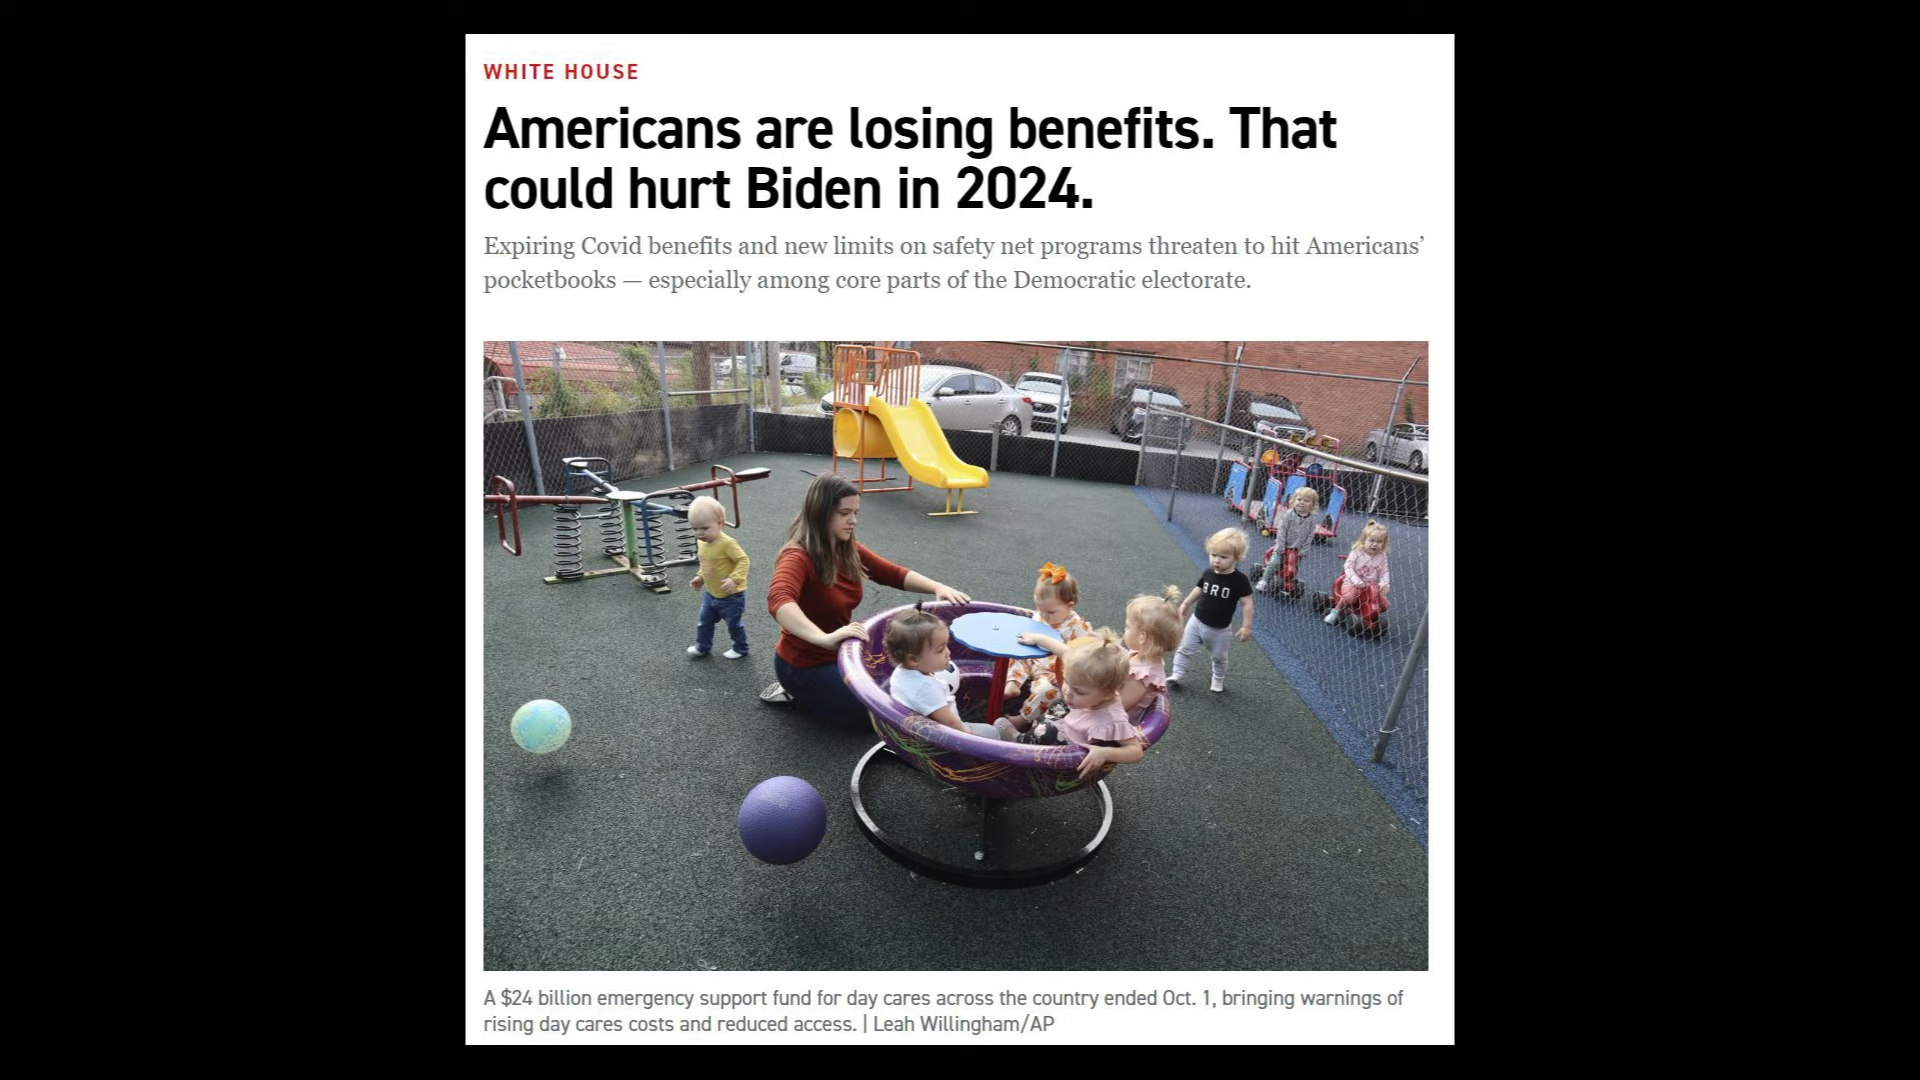 WHITE HOUSE
Americans are losing benefits. That
could hurt Biden in 2024.
Expiring Covid benefits and new limits on safety net programs threaten to hit Americans’
pocketbooks — especially among core parts of the Democratic electorate.
BRO
A $24 billion emergency support fund for day cares across the country ended Oct. 1, bringing warnings of
rising day cares costs and reduced access. | Leah Willingham/AP